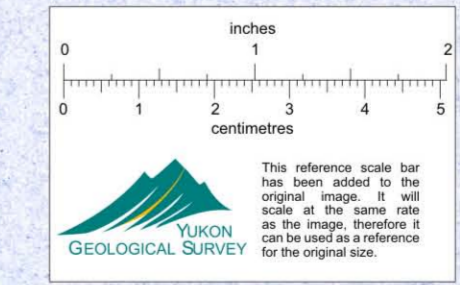 inches
0 1 2
0 1 2 3 4 5
centimetres
YUKON
GEOLOGICAL SURVEY
This reference scale bar
has been added to the
original image. It will
scale at the same rate
as the image, therefore it
can be used as a reference
for the original size.